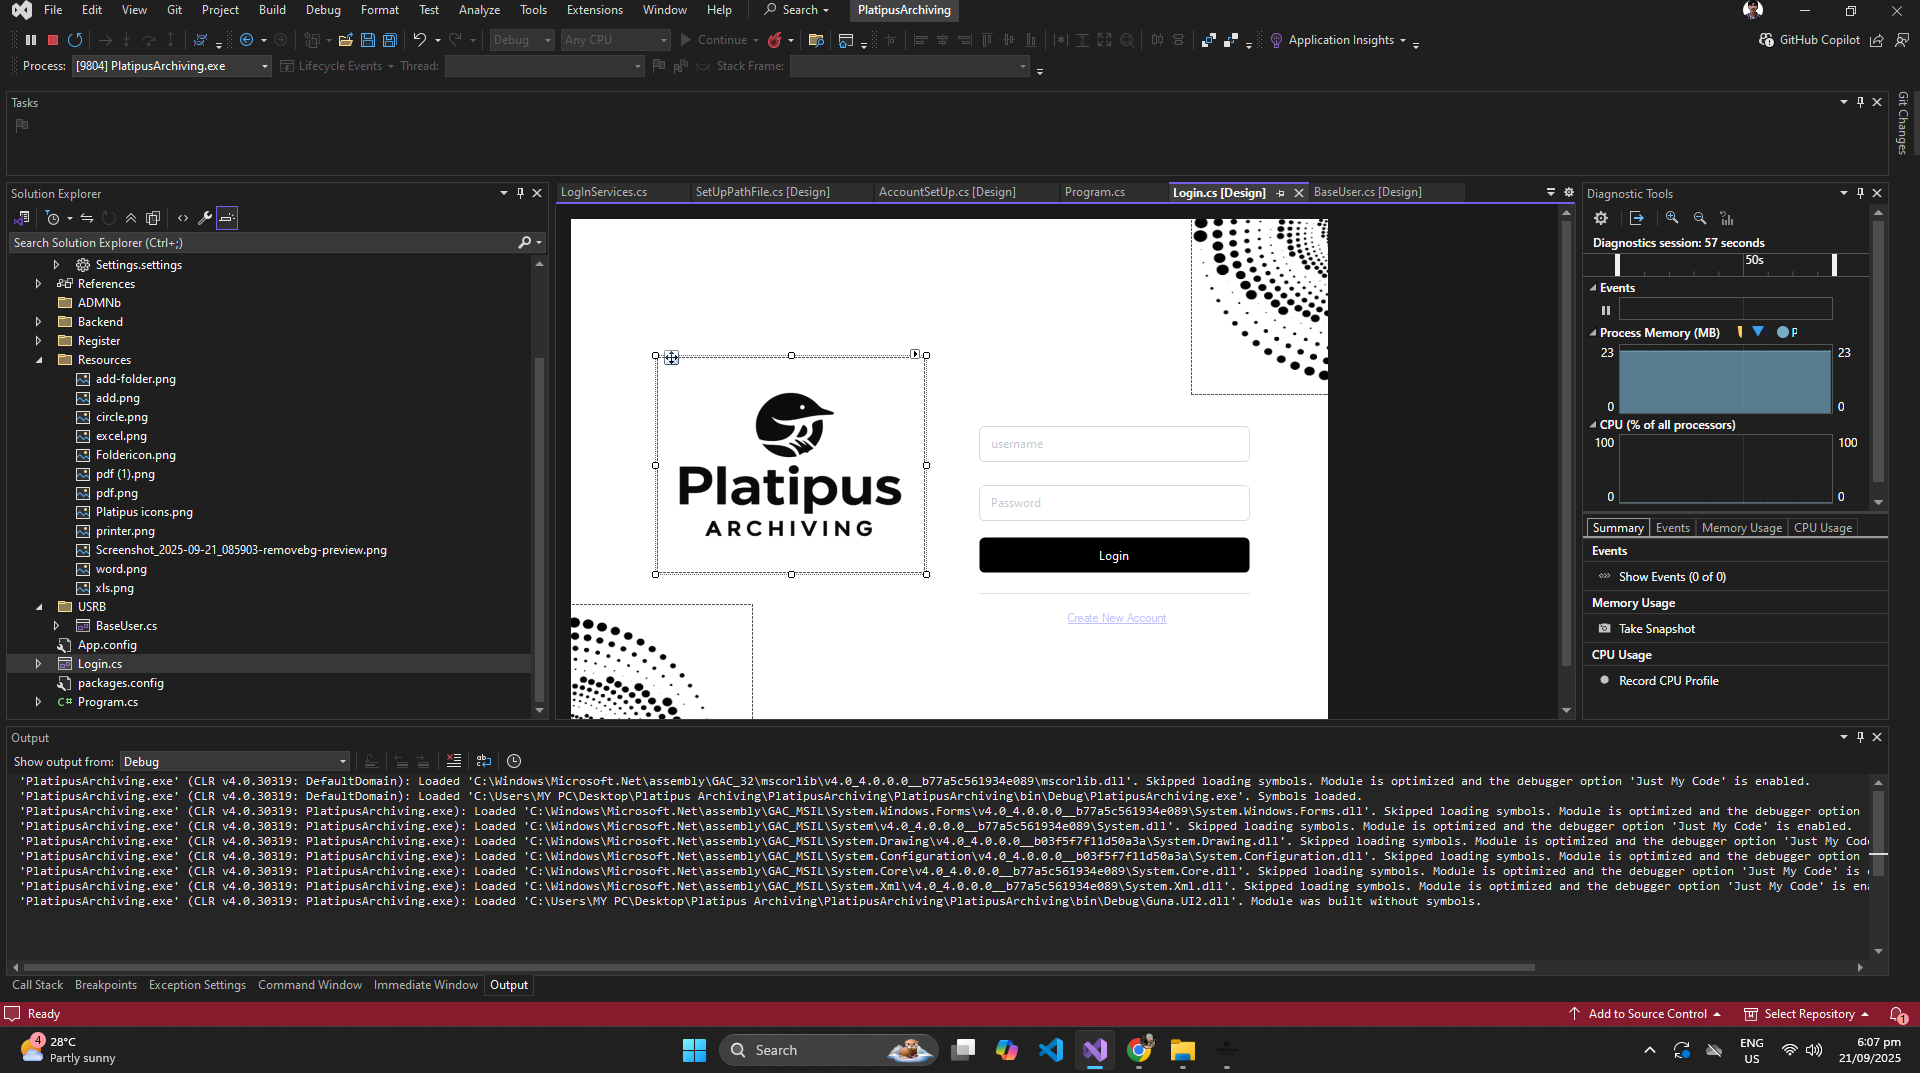 File Edit View Git Project Build Debug Format Test Analyze Tools Extensions Window Help Search PlatipusArchiving
Debug Any CPU Continue Application Insights GitHub Copilot
Process: [9804] PlatipusArchiving.exe Lifecycle Events Thread: Stack Frame:
Tasks
Git Changes
Solution Explorer
Search Solution Explorer (Ctrl+;)
Settings.settings
References
ADMNb
Backend
Register
Resources
add-folder.png
add.png
circle.png
excel.png
Foldericon.png
pdf (1).png
pdf.png
Platipus icons.png
printer.png
Screenshot_2025-09-21_085903-removebg-preview.png
word.png
xls.png
USRB
BaseUser.cs
App.config
Login.cs
packages.config
C# Program.cs
LogInServices.cs SetUpPathFile.cs [Design] AccountSetUp.cs [Design] Program.cs Login.cs [Design] BaseUser.cs [Design]
Platipus
ARCHIVING
username
Password
Login
Create New Account
Diagnostic Tools
Diagnostics session: 57 seconds
50s
Events
Process Memory (MB) P
23 23
0 0
CPU (% of all processors)
100 100
0 0
Summary Events Memory Usage CPU Usage
Events
Show Events (0 of 0)
Memory Usage
Take Snapshot
CPU Usage
Record CPU Profile
Output
Show output from: Debug
'PlatipusArchiving.exe' (CLR v4.0.30319: DefaultDomain): Loaded 'C:\Windows\Microsoft.Net\assembly\GAC_32\mscorlib\v4.0_4.0.0.0__b77a5c561934e089\mscorlib.dll'. Skipped loading symbols. Module is optimized and the debugger option 'Just My Code' is enabled.
'PlatipusArchiving.exe' (CLR v4.0.30319: DefaultDomain): Loaded 'C:\Users\MY PC\Desktop\Platipus Archiving\PlatipusArchiving\PlatipusArchiving\bin\Debug\PlatipusArchiving.exe'. Symbols loaded.
'PlatipusArchiving.exe' (CLR v4.0.30319: PlatipusArchiving.exe): Loaded 'C:\Windows\Microsoft.Net\assembly\GAC_MSIL\System.Windows.Forms\v4.0_4.0.0.0__b77a5c561934e089\System.Windows.Forms.dll'. Skipped loading symbols. Module is optimized and the debugger option
'PlatipusArchiving.exe' (CLR v4.0.30319: PlatipusArchiving.exe): Loaded 'C:\Windows\Microsoft.Net\assembly\GAC_MSIL\System\v4.0_4.0.0.0__b77a5c561934e089\System.dll'. Skipped loading symbols. Module is optimized and the debugger option 'Just My Code' is enabled.
'PlatipusArchiving.exe' (CLR v4.0.30319: PlatipusArchiving.exe): Loaded 'C:\Windows\Microsoft.Net\assembly\GAC_MSIL\System.Drawing\v4.0_4.0.0.0__b03f5f7f11d50a3a\System.Drawing.dll'. Skipped loading symbols. Module is optimized and the debugger option 'Just My Code
'PlatipusArchiving.exe' (CLR v4.0.30319: PlatipusArchiving.exe): Loaded 'C:\Windows\Microsoft.Net\assembly\GAC_MSIL\System.Configuration\v4.0_4.0.0.0__b03f5f7f11d50a3a\System.Configuration.dll'. Skipped loading symbols. Module is optimized and the debugger option
'PlatipusArchiving.exe' (CLR v4.0.30319: PlatipusArchiving.exe): Loaded 'C:\Windows\Microsoft.Net\assembly\GAC_MSIL\System.Core\v4.0_4.0.0.0__b77a5c561934e089\System.Core.dll'. Skipped loading symbols. Module is optimized and the debugger option 'Just My Code' is
'PlatipusArchiving.exe' (CLR v4.0.30319: PlatipusArchiving.exe): Loaded 'C:\Windows\Microsoft.Net\assembly\GAC_MSIL\System.Xml\v4.0_4.0.0.0__b77a5c561934e089\System.Xml.dll'. Skipped loading symbols. Module is optimized and the debugger option 'Just My Code' is ena
'PlatipusArchiving.exe' (CLR v4.0.30319: PlatipusArchiving.exe): Loaded 'C:\Users\MY PC\Desktop\Platipus Archiving\PlatipusArchiving\PlatipusArchiving\bin\Debug\Guna.UI2.dll'. Module was built without symbols.
Call Stack Breakpoints Exception Settings Command Window Immediate Window Output
Ready Add to Source Control Select Repository 1
4 28°C
Partly sunny
Search
ENG
US
6:07 pm
21/09/2025